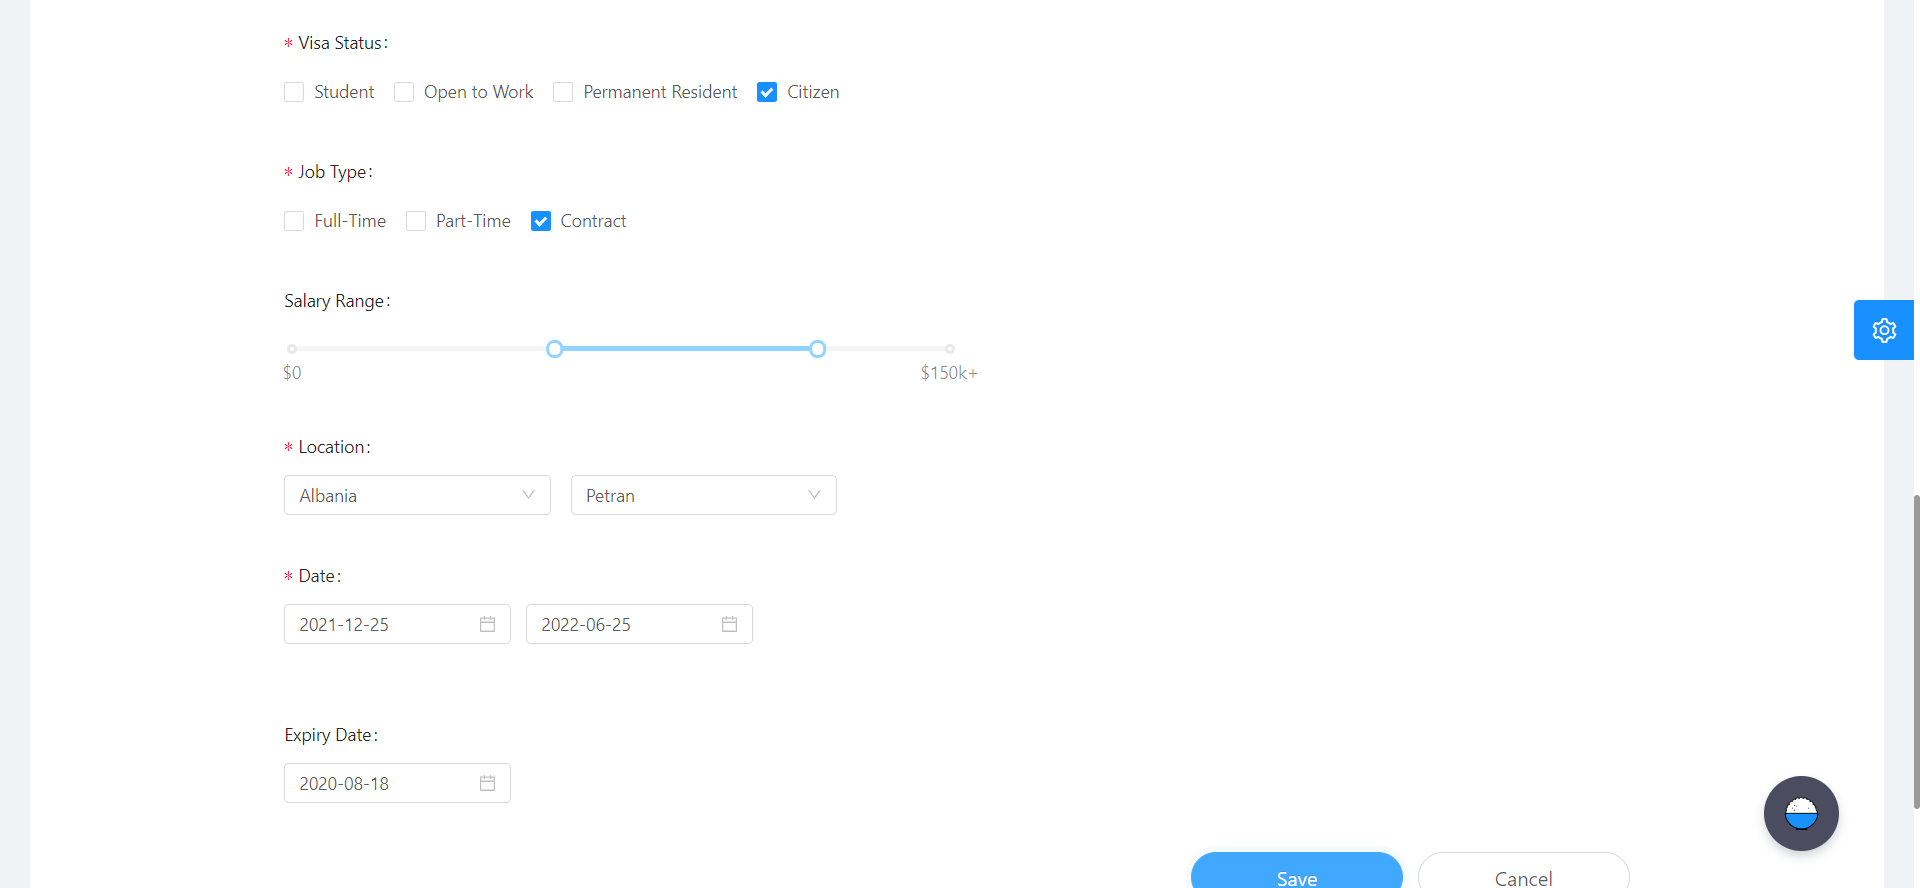 * Visa Status:
Student Open to Work Permanent Resident Citizen
* Job Type:
Full-Time Part-Time Contract
Salary Range:
$0 $150k+
* Location:
Albania Petran
* Date:
2021-12-25 2022-06-25
Expiry Date:
2020-08-18
Save Cancel